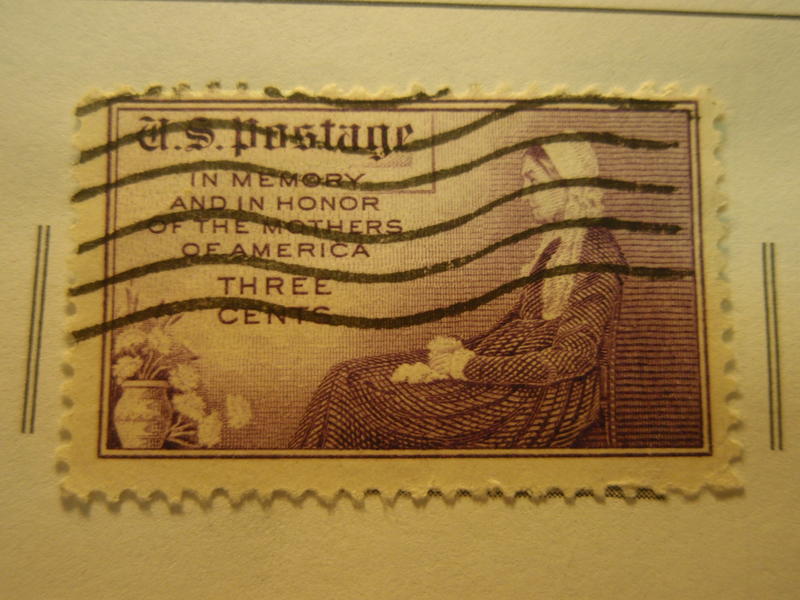 U.S. Postage
IN MEMORY
AND IN HONOR
OF THE MOTHERS
OF AMERICA
THREE
CENTS